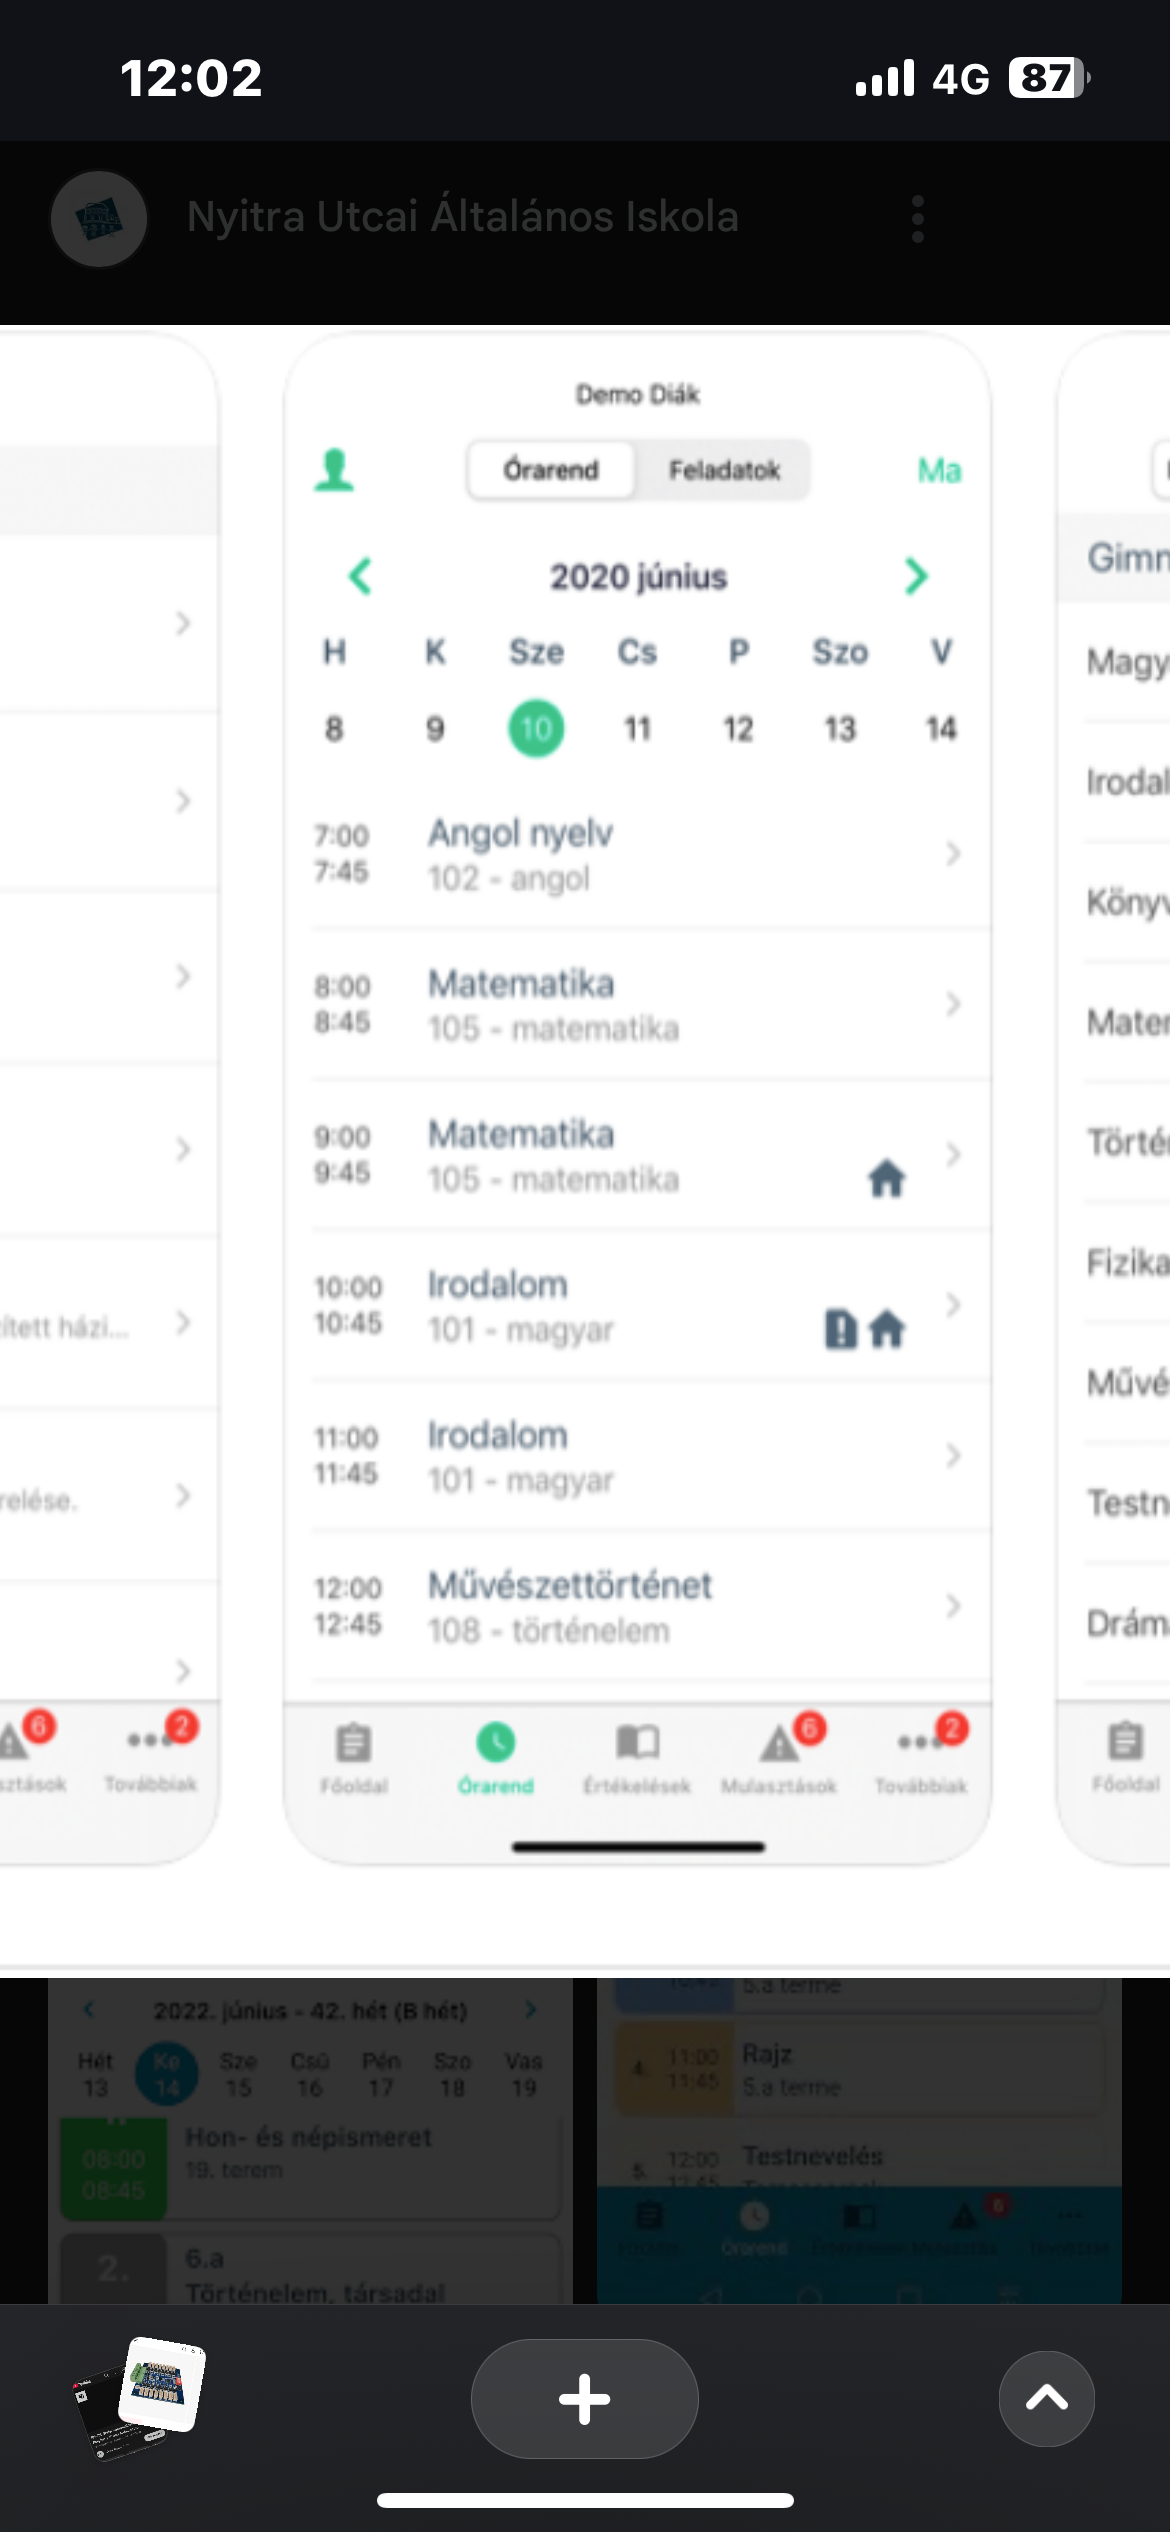 12:02
4G 87
Nyitra Utcai Általános Iskola
Demo Diák
Órarend Feladatok Ma
2020 június
H K Sze Cs P Szo V
8 9 10 11 12 13 14
7:00 Angol nyelv
7:45 102 - angol
8:00 Matematika
8:45 105 - matematika
9:00 Matematika
9:45 105 - matematika
10:00 Irodalom
10:45 101 - magyar
11:00 Irodalom
11:45 101 - magyar
12:00 Művészettörténet
12:45 108 - történelem
Főoldal Órarend Értékelések Mulasztások 6 Továbbiak 2
ített házi...
relése.
sztások 6 Továbbiak 2
Gimn
Magy
Irodal
Könyv
Mater
Törté
Fizika
Művé
Testn
Drám
Főoldal
2022. június - 42. hét (B hét)
Hét Ke Sze Csü Pén Szo Vas
13 14 15 16 17 18 19
08:00 Hon- és népismeret
08:45 19. terem
2. 6.a
Történelem, társadal
5.a terme
4. 11:00 Rajz
11:45 5.a terme
5. 12:00 Testnevelés
12:45
6
Órarend